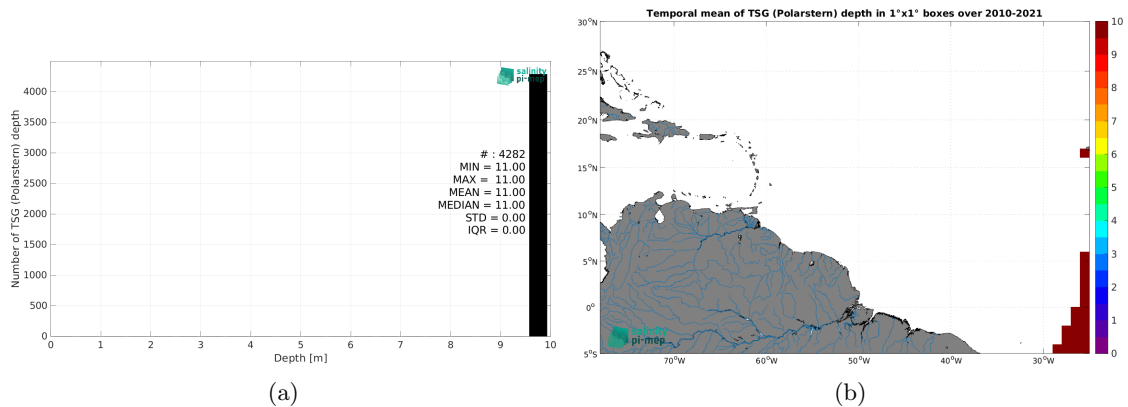 salinity
pi-mep
4000
3500
3000
2500
2000
1500
1000
500
0
Number of TSG (Polarstern) depth
# : 4282
MIN = 11.00
MAX = 11.00
MEAN = 11.00
MEDIAN = 11.00
STD = 0.00
IQR = 0.00
0 1 2 3 4 5 6 7 8 9 10
Depth [m]
(a)
Temporal mean of TSG (Polarstern) depth in 1°x1° boxes over 2010-2021
30°N
25°N
20°N
15°N
10°N
5°N
0°
5°S
70°W 60°W 50°W 40°W 30°W
salinity
pi-mep
10
9
8
7
6
5
4
3
2
1
0
(b)